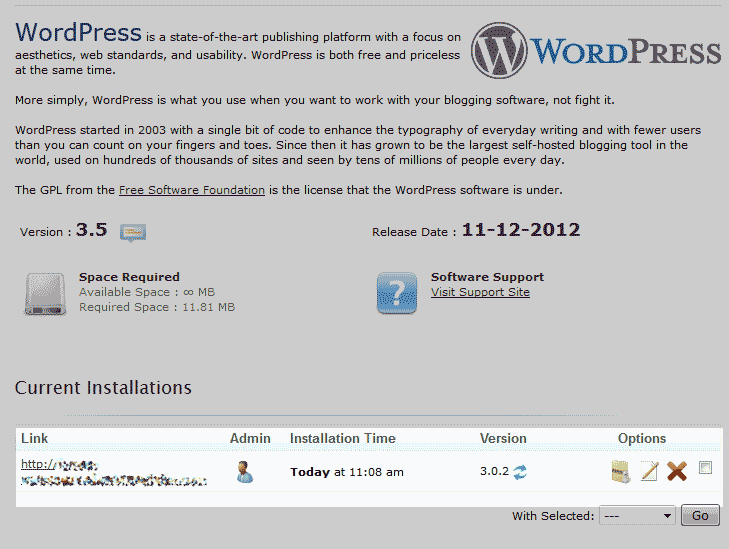 WordPress is a state-of-the-art publishing platform with a focus on
aesthetics, web standards, and usability. WordPress is both free and priceless
at the same time.
WORDPRESS
More simply, WordPress is what you use when you want to work with your blogging software, not fight it.
WordPress started in 2003 with a single bit of code to enhance the typography of everyday writing and with fewer users
than you can count on your fingers and toes. Since then it has grown to be the largest self-hosted blogging tool in the
world, used on hundreds of thousands of sites and seen by tens of millions of people every day.
The GPL from the Free Software Foundation is the license that the WordPress software is under.
Version : 3.5
Release Date : 11-12-2012
Space Required
Available Space : ∞ MB
Required Space : 11.81 MB
Software Support
Visit Support Site
Current Installations
Link Admin Installation Time Version Options
http://
Today at 11:08 am 3.0.2
With Selected: --- Go